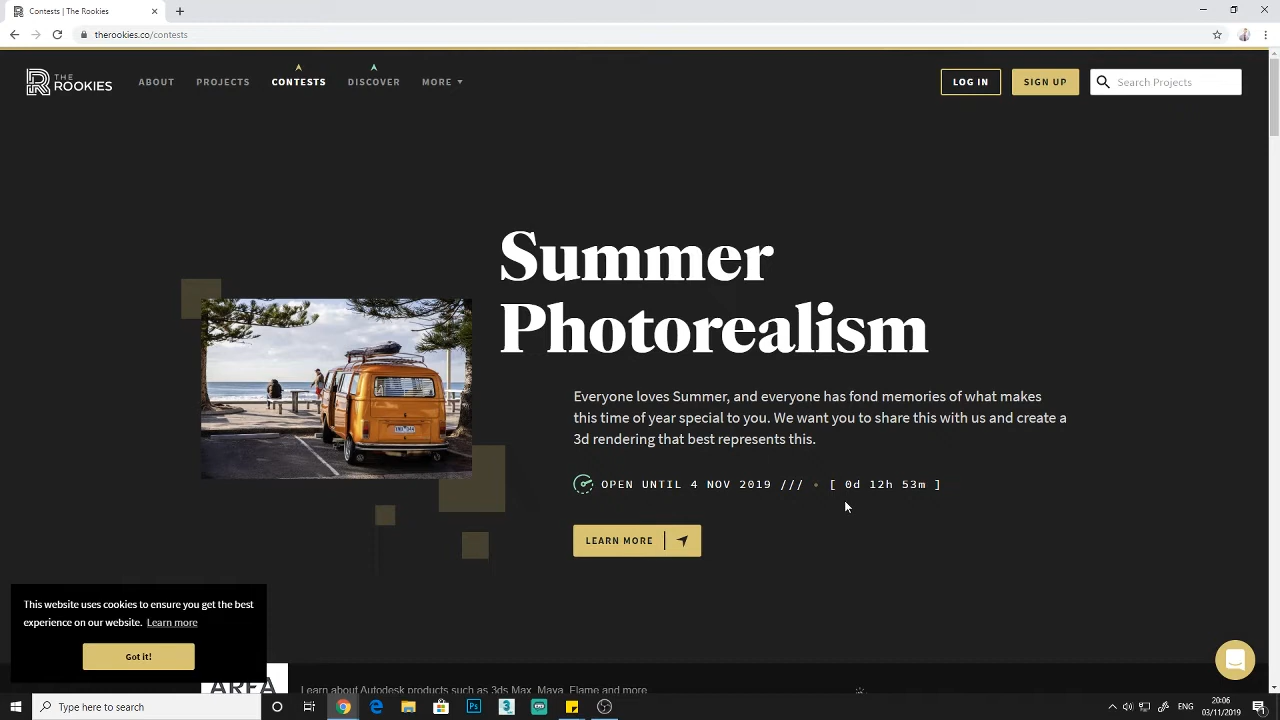 Contests | The Rookies
therookies.co/contests
THE ROOKIES
ABOUT
PROJECTS
CONTESTS
DISCOVER
MORE
LOG IN
SIGN UP
Search Projects
Summer
Photorealism
Everyone loves Summer, and everyone has fond memories of what makes
this time of year special to you. We want you to share this with us and create a
3d rendering that best represents this.
OPEN UNTIL 4 NOV 2019 /// • [ 0d 12h 53m ]
LEARN MORE
This website uses cookies to ensure you get the best
experience on our website. Learn more
Got it!
AREA
Learn about Autodesk products such as 3ds Max, Maya, Flame and more
Type here to search
ENG
20:06
03/11/2019